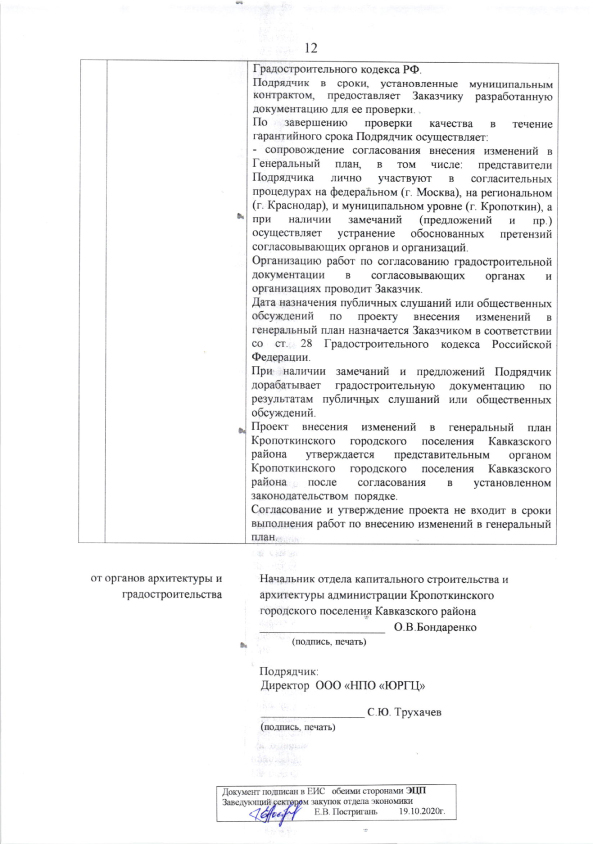 12
Градостроительного кодекса РФ.
Подрядчик в сроки, установленные муниципальным
контрактом, предоставляет Заказчику разработанную
документацию для ее проверки.
По завершению проверки качества в течение
гарантийного срока Подрядчик осуществляет:
- сопровождение согласования внесения изменений в
Генеральный план, в том числе: представители
Подрядчика лично участвуют в согласительных
процедурах на федеральном (г. Москва), на региональном
(г. Краснодар), и муниципальном уровне (г. Кропоткин), а
при наличии замечаний (предложений и пр.)
осуществляет устранение обоснованных претензий
согласовывающих органов и организаций.
Организацию работ по согласованию градостроительной
документации в согласовывающих органах и
организациях проводит Заказчик.
Дата назначения публичных слушаний или общественных
обсуждений по проекту внесения изменений в
генеральный план назначается Заказчиком в соответствии
со ст. 28 Градостроительного кодекса Российской
Федерации.
При наличии замечаний и предложений Подрядчик
дорабатывает градостроительную документацию по
результатам публичных слушаний или общественных
обсуждений.
Проект внесения изменений в генеральный план
Кропоткинского городского поселения Кавказского
района утверждается представительным органом
Кропоткинского городского поселения Кавказского
района после согласования в установленном
законодательством порядке.
Согласование и утверждение проекта не входит в сроки
выполнения работ по внесению изменений в генеральный
план.
от органов архитектуры и
градостроительства
Начальник отдела капитального строительства и
архитектуры администрации Кропоткинского
городского поселения Кавказского района
О.В.Бондаренко
(подпись, печать)
Подрядчик:
Директор ООО «НПО «ЮРГЦ»
С.Ю. Трухачев
(подпись, печать)
Документ подписан в ЕИС обеими сторонами ЭЦП
Заведующий сектором закупок отдела экономики
Е.В. Постригань 19.10.2020г.